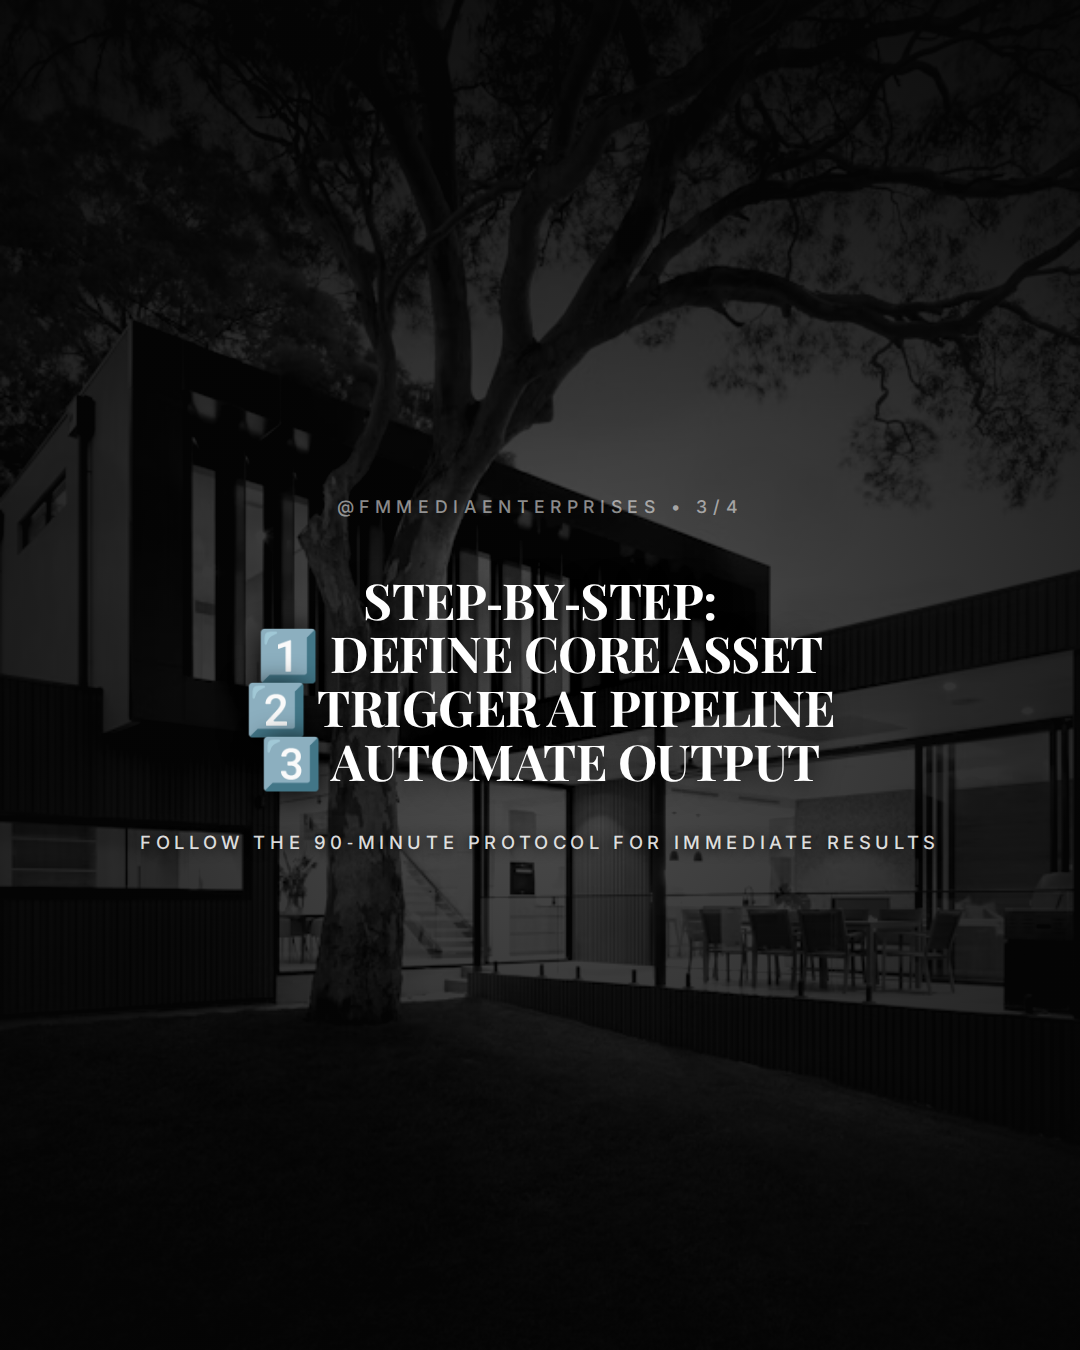 @FMMEDIAENTERPRISES • 3/4
STEP-BY-STEP:
1️⃣ DEFINE CORE ASSET
2️⃣ TRIGGER AI PIPELINE
3️⃣ AUTOMATE OUTPUT
FOLLOW THE 90-MINUTE PROTOCOL FOR IMMEDIATE RESULTS